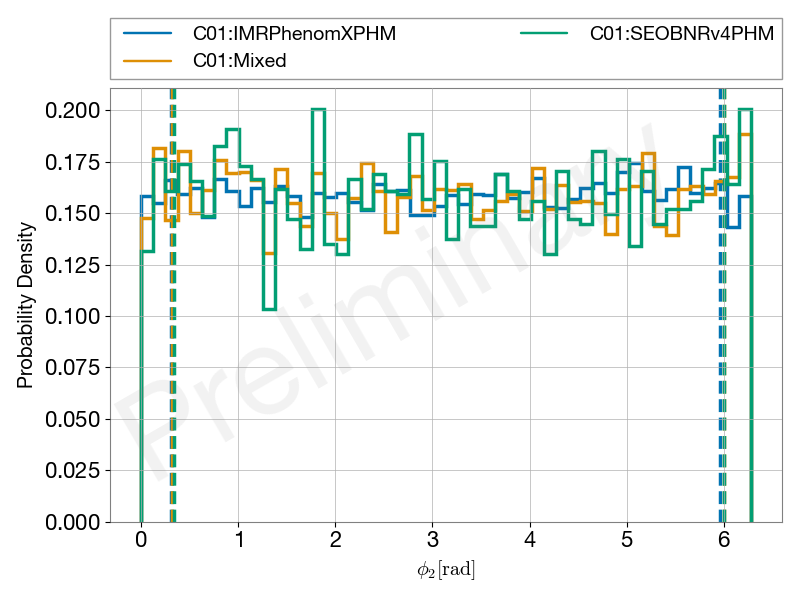 C01:IMRPhenomXPHM
C01:Mixed
C01:SEOBNRv4PHM
Probability Density
0.200
0.175
0.150
0.125
0.100
0.075
0.050
0.025
0.000
Preliminary
0 1 2 3 4 5 6
ϕ₂[rad]